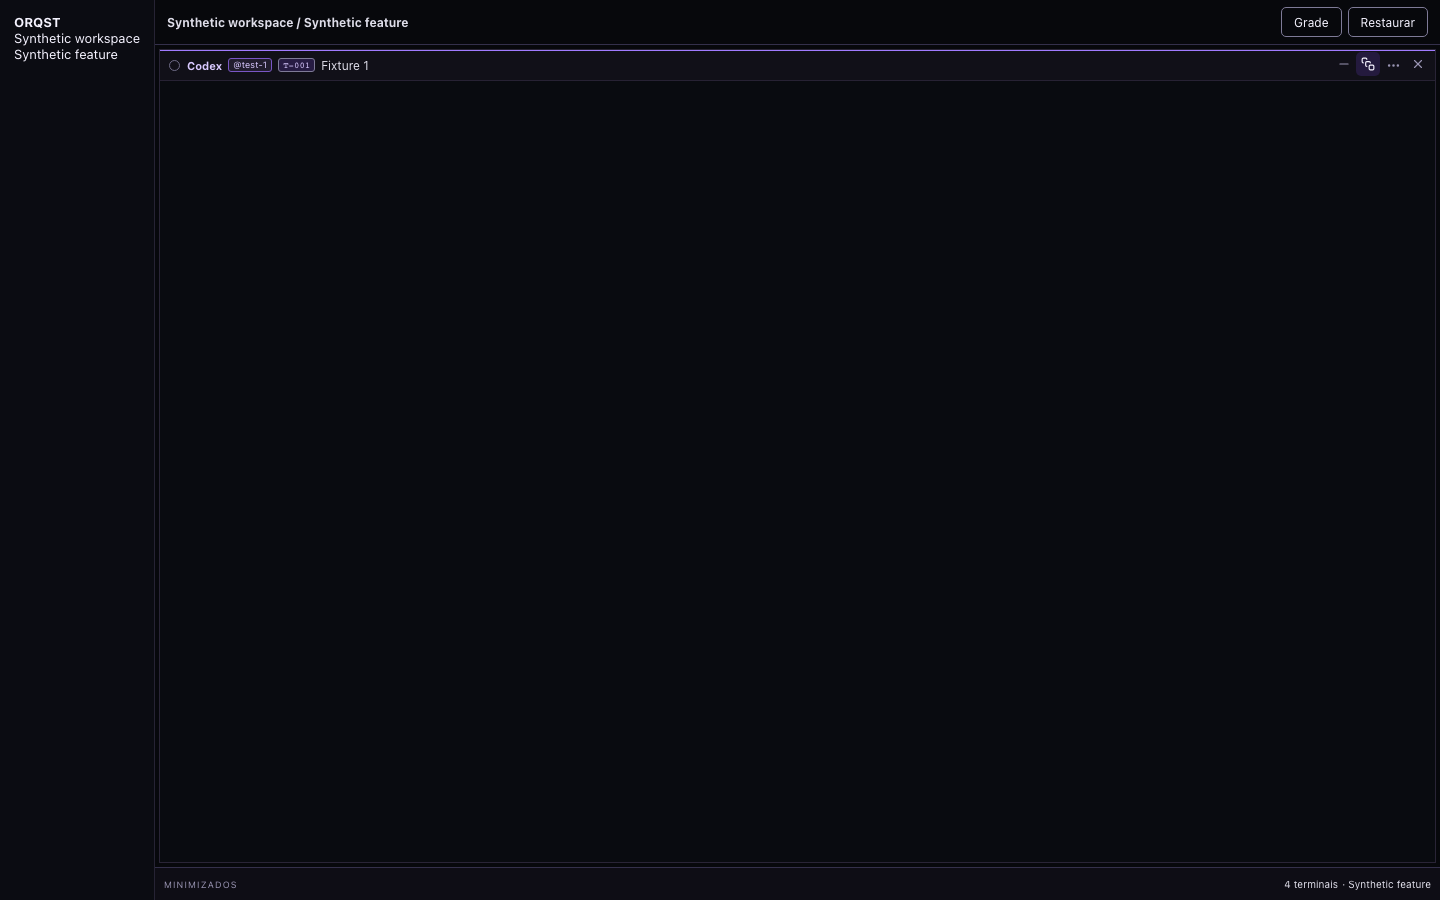 ORQST
Synthetic workspace
Synthetic feature
Synthetic workspace / Synthetic feature
Grade
Restaurar
Codex @test-1 T-001 Fixture 1
MINIMIZADOS
4 terminais · Synthetic feature